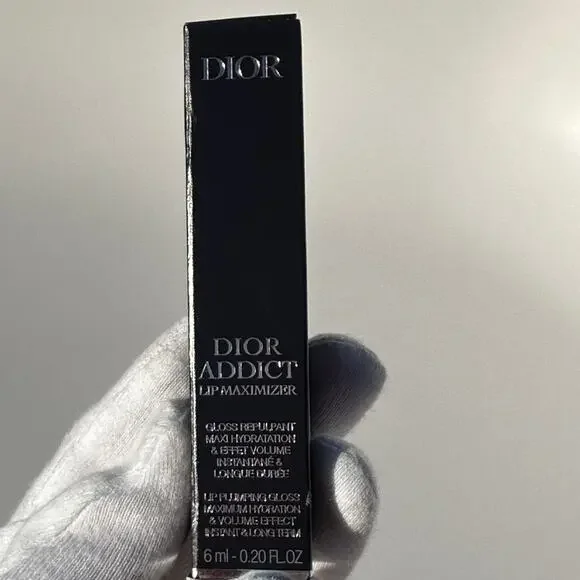 DIOR
DIOR
ADDICT
LIP MAXIMIZER
GLOSS REPULPANT
MAXI HYDRATATION
& EFFET VOLUME
INSTANTANÉ &
LONGUE DURÉE
LIP PLUMPING GLOSS
MAXIMUM HYDRATION
& VOLUME EFFECT
INSTANT & LONG TERM
6 ml - 0.20 FL.OZ